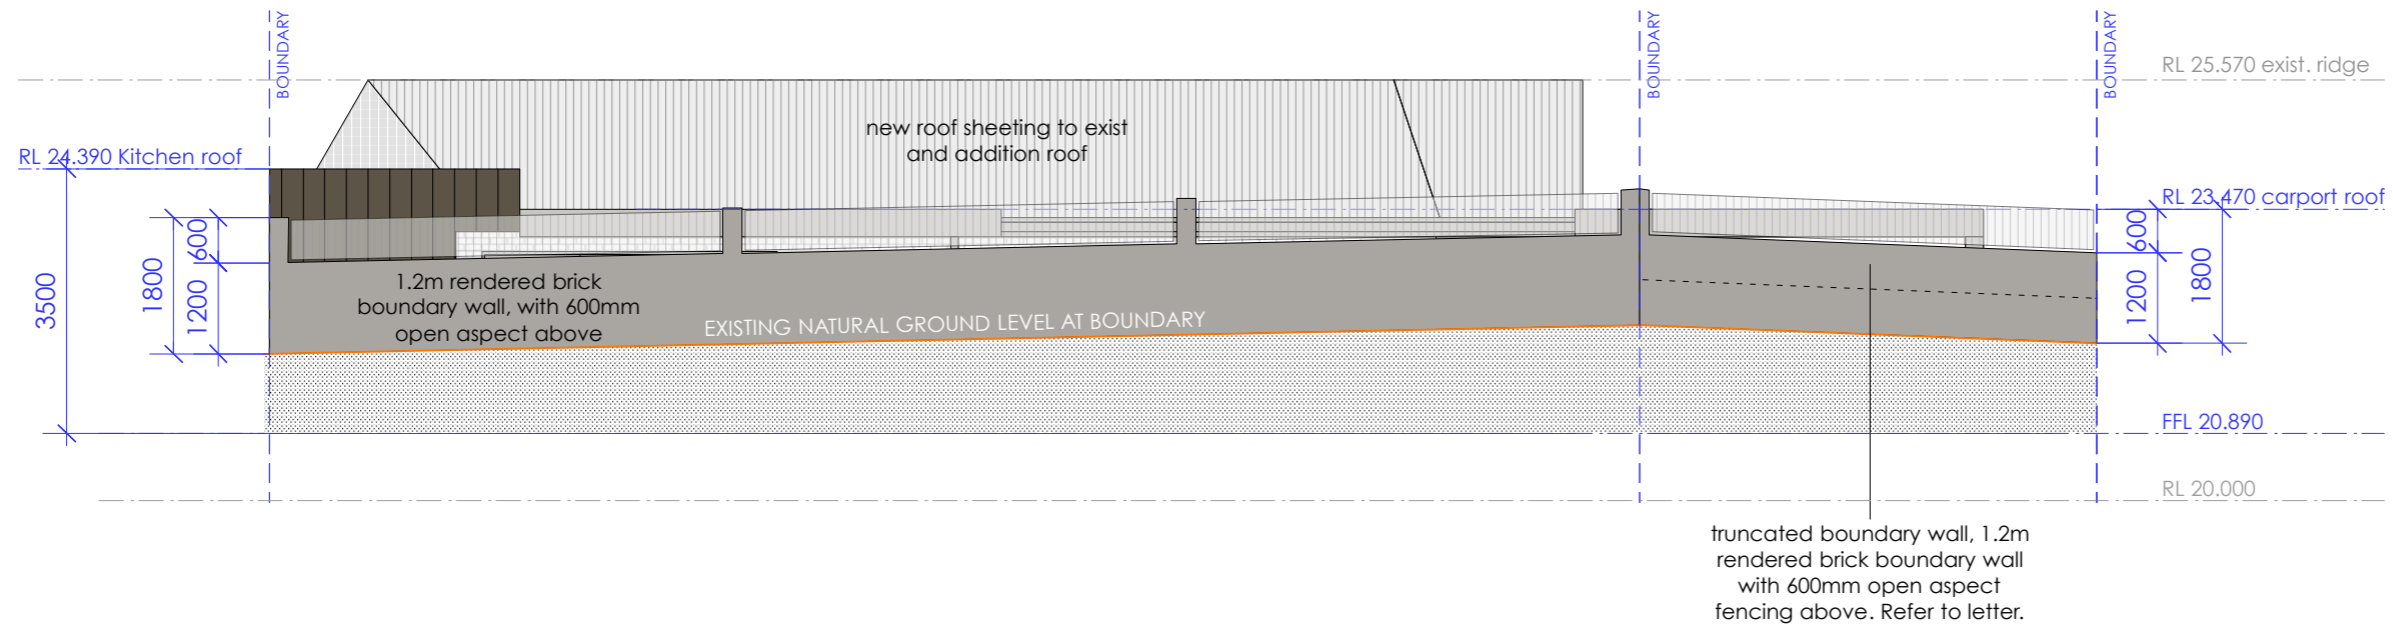 BOUNDARY
BOUNDARY
BOUNDARY
RL 25.570 exist. ridge
new roof sheeting to exist
and addition roof
RL 24.390 Kitchen roof
RL 23.470 carport roof
3500
1800
600
1200
600
1200
1800
1.2m rendered brick
boundary wall, with 600mm
open aspect above
EXISTING NATURAL GROUND LEVEL AT BOUNDARY
FFL 20.890
RL 20.000
truncated boundary wall, 1.2m
rendered brick boundary wall
with 600mm open aspect
fencing above. Refer to letter.